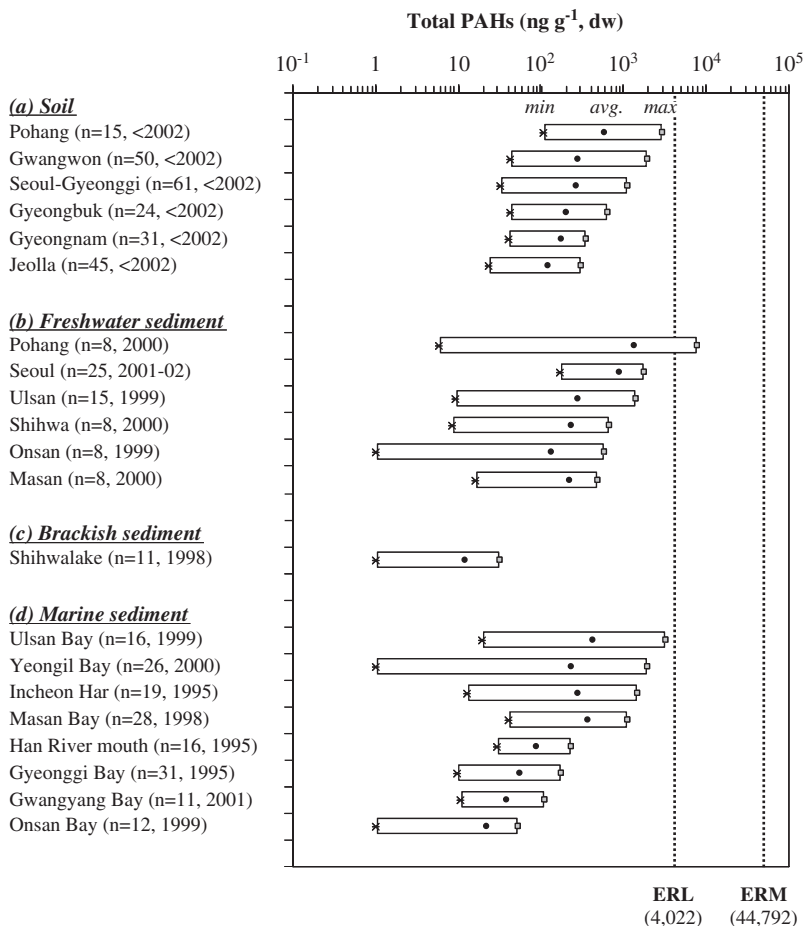 Total PAHs (ng g⁻¹, dw)
10⁻¹ 1 10 10² 10³ 10⁴ 10⁵
(a) Soil min avg. max
Pohang (n=15, <2002)
Gwangwon (n=50, <2002)
Seoul-Gyeonggi (n=61, <2002)
Gyeongbuk (n=24, <2002)
Gyeongnam (n=31, <2002)
Jeolla (n=45, <2002)
(b) Freshwater sediment
Pohang (n=8, 2000)
Seoul (n=25, 2001-02)
Ulsan (n=15, 1999)
Shihwa (n=8, 2000)
Onsan (n=8, 1999)
Masan (n=8, 2000)
(c) Brackish sediment
Shihwalake (n=11, 1998)
(d) Marine sediment
Ulsan Bay (n=16, 1999)
Yeongil Bay (n=26, 2000)
Incheon Har (n=19, 1995)
Masan Bay (n=28, 1998)
Han River mouth (n=16, 1995)
Gyeonggi Bay (n=31, 1995)
Gwangyang Bay (n=11, 2001)
Onsan Bay (n=12, 1999)
ERL ERM
(4,022) (44,792)